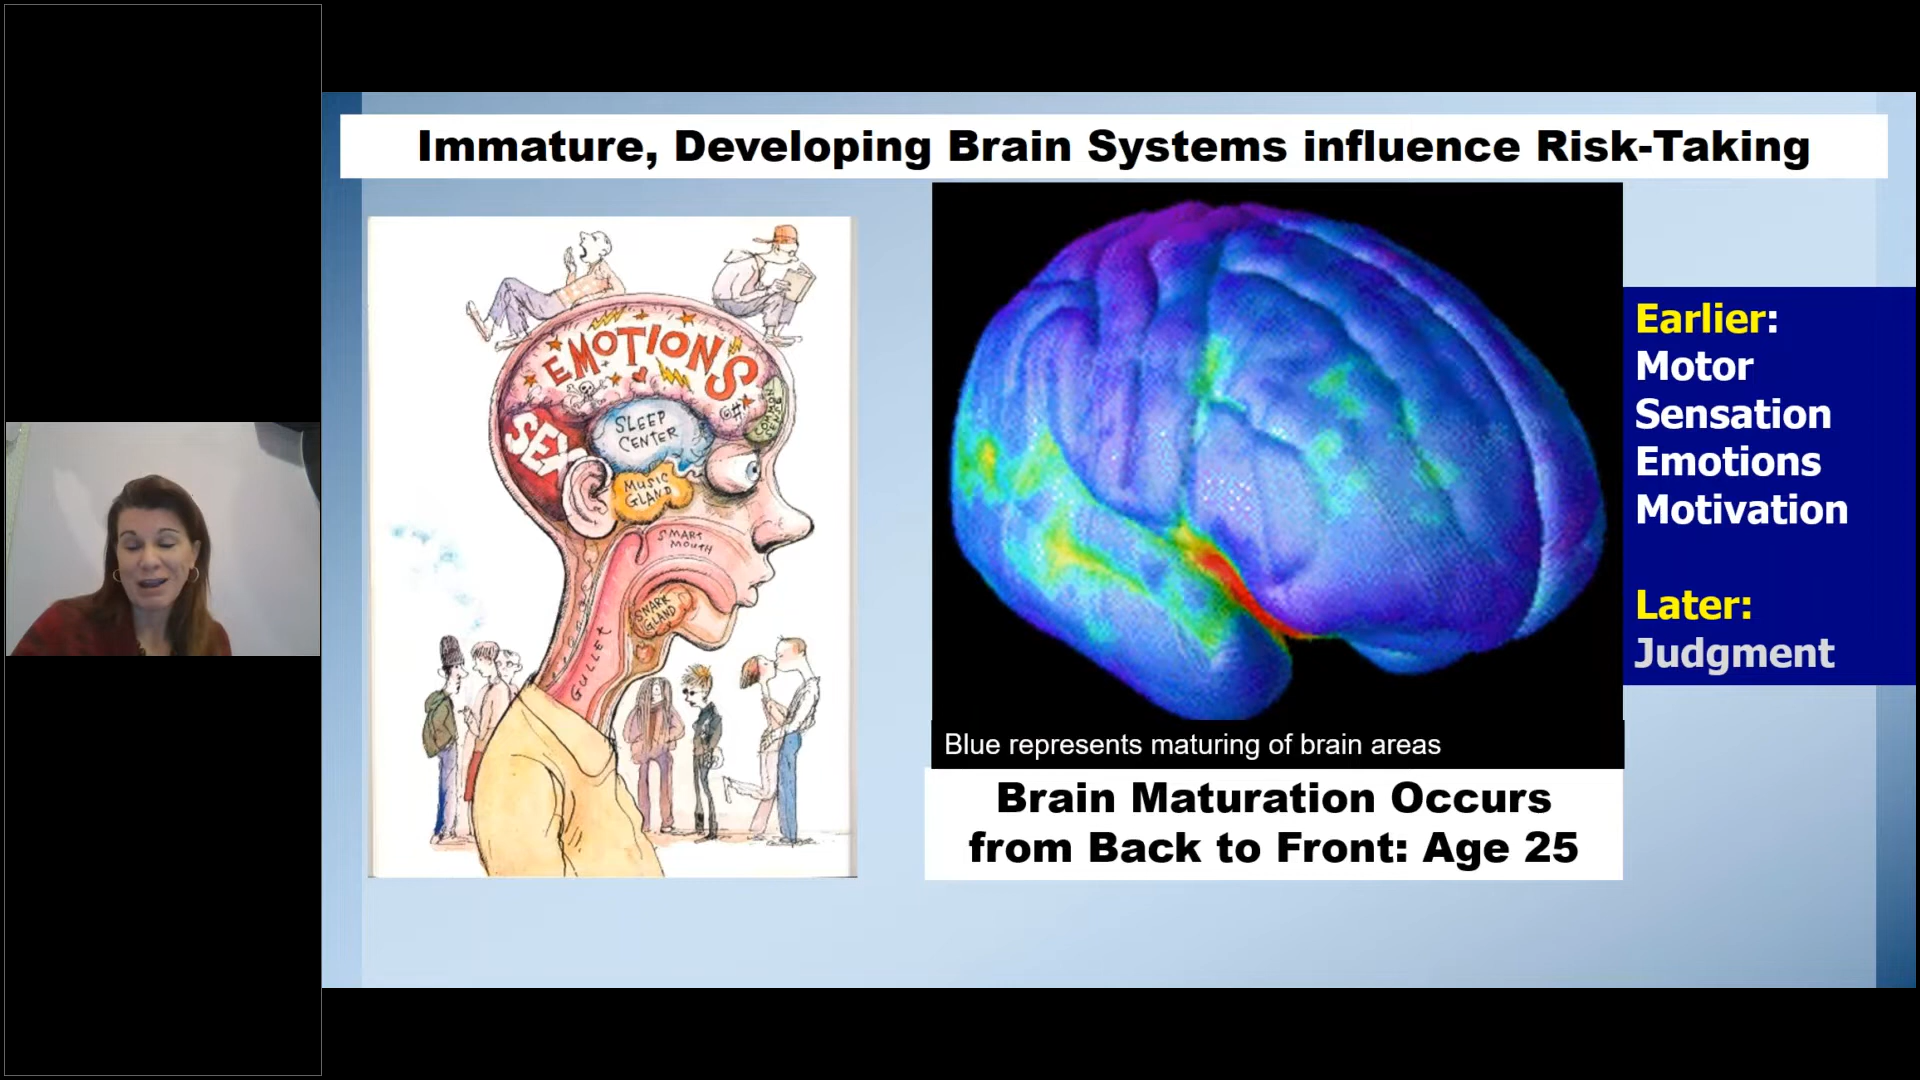 Immature, Developing Brain Systems influence Risk-Taking
EMOTIONS
@#*
COMMON
SENSE
SEX
SLEEP
CENTER
MUSIC
GLAND
SMART
MOUTH
SNARK
GLAND
GULLET
Earlier:
Motor
Sensation
Emotions
Motivation
Later:
Judgment
Blue represents maturing of brain areas
Brain Maturation Occurs
from Back to Front: Age 25